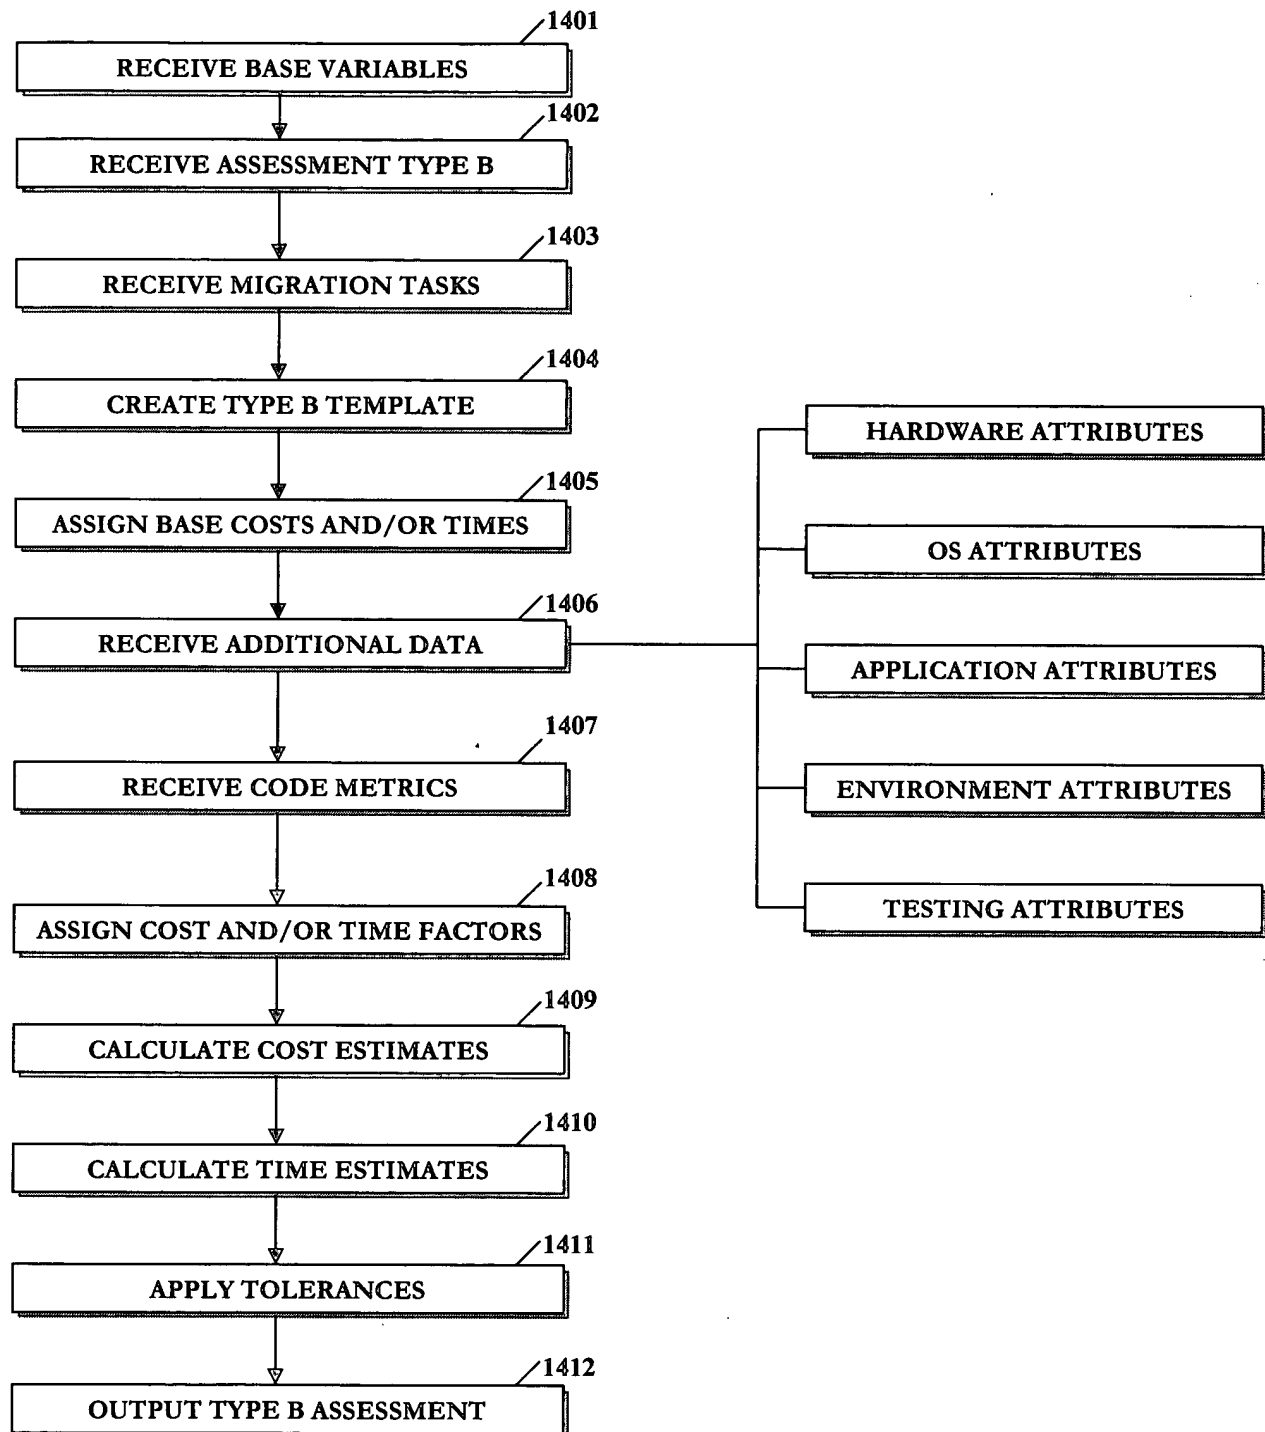 1401
RECEIVE BASE VARIABLES
1402
RECEIVE ASSESSMENT TYPE B
1403
RECEIVE MIGRATION TASKS
1404
CREATE TYPE B TEMPLATE
1405
ASSIGN BASE COSTS AND/OR TIMES
1406
RECEIVE ADDITIONAL DATA
HARDWARE ATTRIBUTES
OS ATTRIBUTES
APPLICATION ATTRIBUTES
ENVIRONMENT ATTRIBUTES
TESTING ATTRIBUTES
1407
RECEIVE CODE METRICS
1408
ASSIGN COST AND/OR TIME FACTORS
1409
CALCULATE COST ESTIMATES
1410
CALCULATE TIME ESTIMATES
1411
APPLY TOLERANCES
1412
OUTPUT TYPE B ASSESSMENT